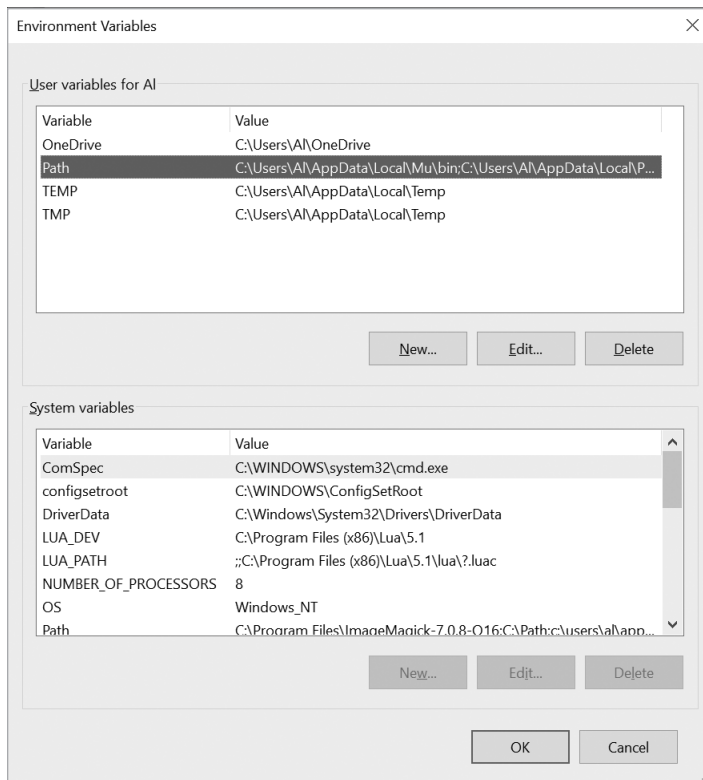 Environment Variables
User variables for Al
Variable Value
OneDrive C:\Users\Al\OneDrive
Path C:\Users\Al\AppData\Local\Mu\bin;C:\Users\Al\AppData\Local\P...
TEMP C:\Users\Al\AppData\Local\Temp
TMP C:\Users\Al\AppData\Local\Temp
New... Edit... Delete
System variables
Variable Value
ComSpec C:\WINDOWS\system32\cmd.exe
configsetroot C:\WINDOWS\ConfigSetRoot
DriverData C:\Windows\System32\Drivers\DriverData
LUA_DEV C:\Program Files (x86)\Lua\5.1
LUA_PATH ;;C:\Program Files (x86)\Lua\5.1\lua\?.luac
NUMBER_OF_PROCESSORS 8
OS Windows_NT
Path C:\Program Files\ImageMagick-7.0.8-Q16;C:\Path;c:\users\al\app...
New... Edit... Delete
OK Cancel